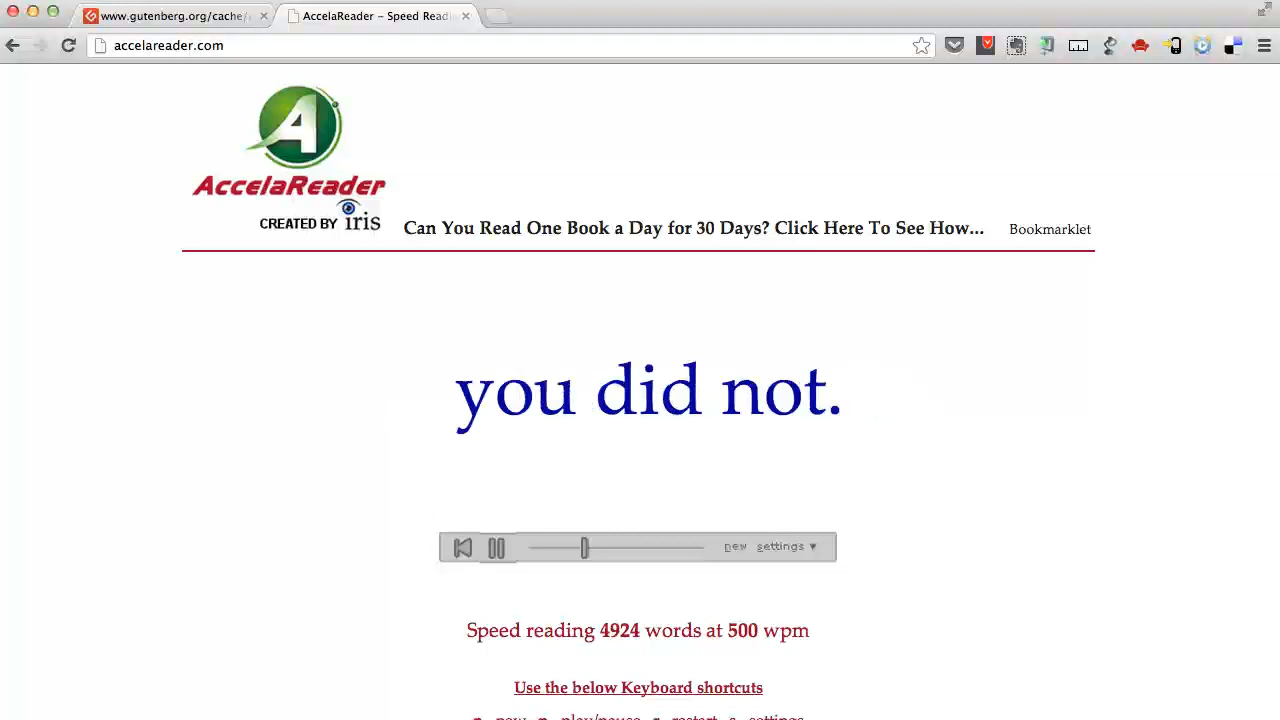 www.gutenberg.org/cache/
AccelaReader – Speed Readi
accelareader.com
A
AccelaReader
CREATED BY iris
Can You Read One Book a Day for 30 Days? Click Here To See How...
Bookmarklet
you did not.
new settings ▼
Speed reading 4924 words at 500 wpm
Use the below Keyboard shortcuts